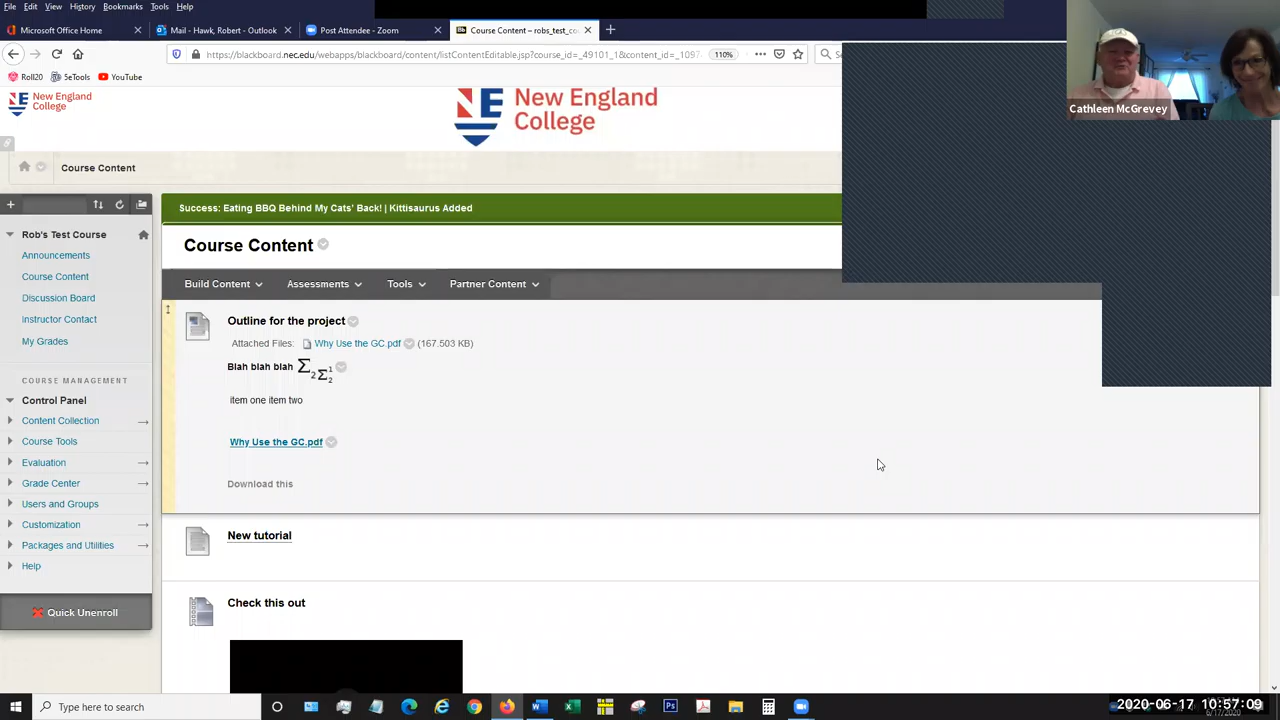 File Edit View History Bookmarks Tools Help
Microsoft Office Home
Mail - Hawk, Robert - Outlook
Post Attendee - Zoom
Course Content – robs_test_co
https://blackboard.nec.edu/webapps/blackboard/content/listContentEditable.jsp?course_id=_49101_1&content_id=_1097
110%
Roll20 5eTools YouTube
New England
College
New England
College
Course Content
Success: Eating BBQ Behind My Cats' Back! | Kittisaurus Added
Cathleen McGrevey
Rob's Test Course
Announcements
Course Content
Discussion Board
Instructor Contact
My Grades
COURSE MANAGEMENT
Control Panel
Content Collection
Course Tools
Evaluation
Grade Center
Users and Groups
Customization
Packages and Utilities
Help
Quick Unenroll
Course Content
Build Content Assessments Tools Partner Content
Outline for the project
Attached Files: Why Use the GC.pdf (167.503 KB)
Blah blah blah Σ2Σ12
item one item two
Why Use the GC.pdf
Download this
New tutorial
Check this out
Type here to search
2020-06-17 10:57:09